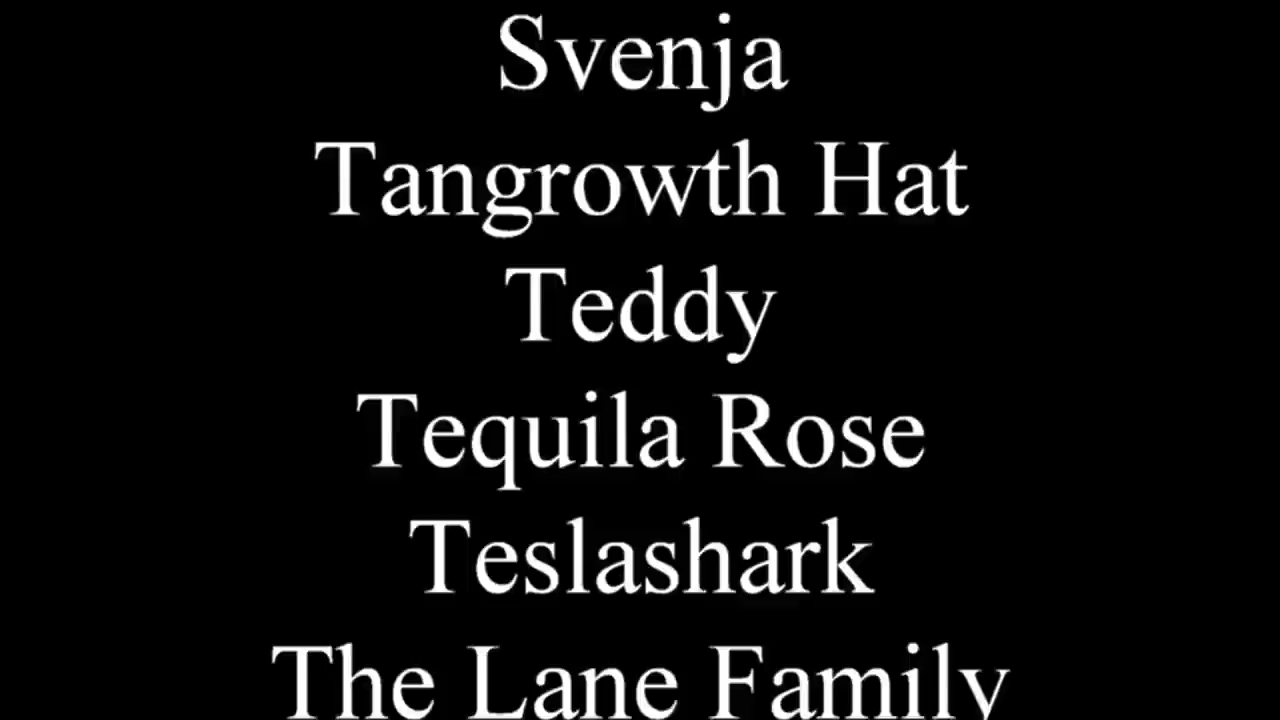 Svenja
Tangrowth Hat
Teddy
Tequila Rose
Teslashark
The Lane Family